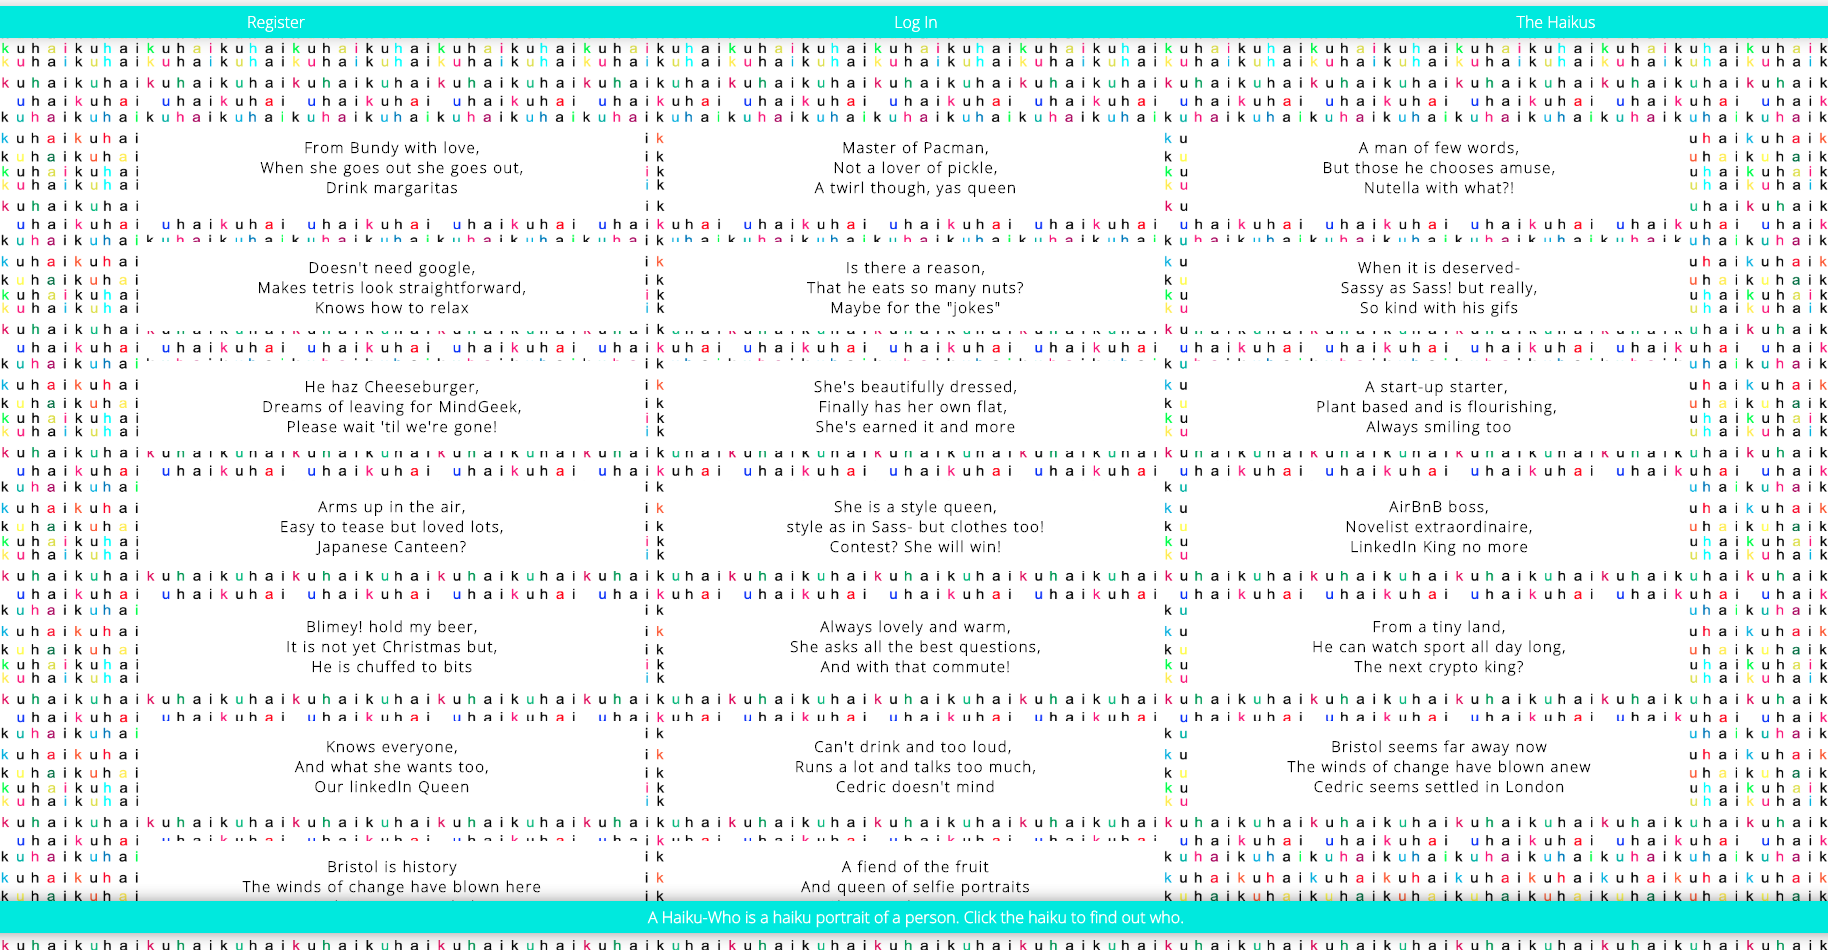 Register
Log In
The Haikus
From Bundy with love,
When she goes out she goes out,
Drink margaritas
Master of Pacman,
Not a lover of pickle,
A twirl though, yas queen
A man of few words,
But those he chooses amuse,
Nutella with what?!
Doesn't need google,
Makes tetris look straightforward,
Knows how to relax
Is there a reason,
That he eats so many nuts?
Maybe for the "jokes"
When it is deserved-
Sassy as Sass! but really,
So kind with his gifs
He haz Cheeseburger,
Dreams of leaving for MindGeek,
Please wait 'til we're gone!
She's beautifully dressed,
Finally has her own flat,
She's earned it and more
A start-up starter,
Plant based and is flourishing,
Always smiling too
Arms up in the air,
Easy to tease but loved lots,
Japanese Canteen?
She is a style queen,
style as in Sass- but clothes too!
Contest? She will win!
AirBnB boss,
Novelist extraordinaire,
LinkedIn King no more
Blimey! hold my beer,
It is not yet Christmas but,
He is chuffed to bits
Always lovely and warm,
She asks all the best questions,
And with that commute!
From a tiny land,
He can watch sport all day long,
The next crypto king?
Knows everyone,
And what she wants too,
Our linkedIn Queen
Can't drink and too loud,
Runs a lot and talks too much,
Cedric doesn't mind
Bristol seems far away now
The winds of change have blown anew
Cedric seems settled in London
Bristol is history
The winds of change have blown here
A fiend of the fruit
And queen of selfie portraits
A Haiku-Who is a haiku portrait of a person. Click the haiku to find out who.